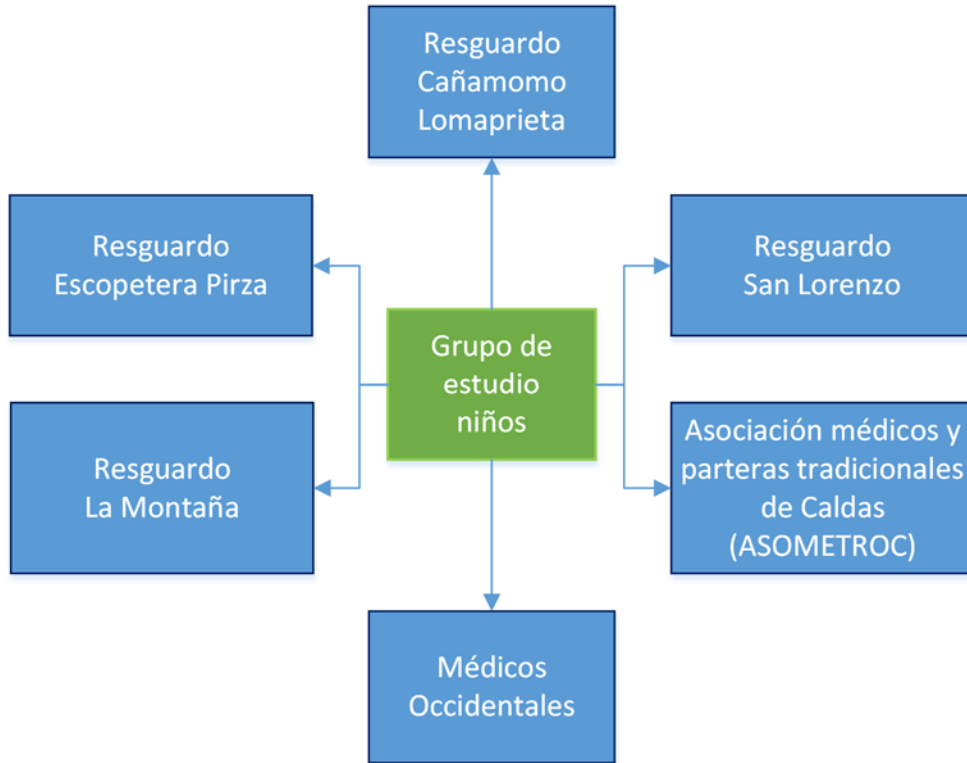 Resguardo
Cañamomo
Lomaprieta
Resguardo
Escopetera Pirza
Resguardo
San Lorenzo
Grupo de
estudio
niños
Resguardo
La Montaña
Asociación médicos y
parteras tradicionales
de Caldas
(ASOMETROC)
Médicos
Occidentales